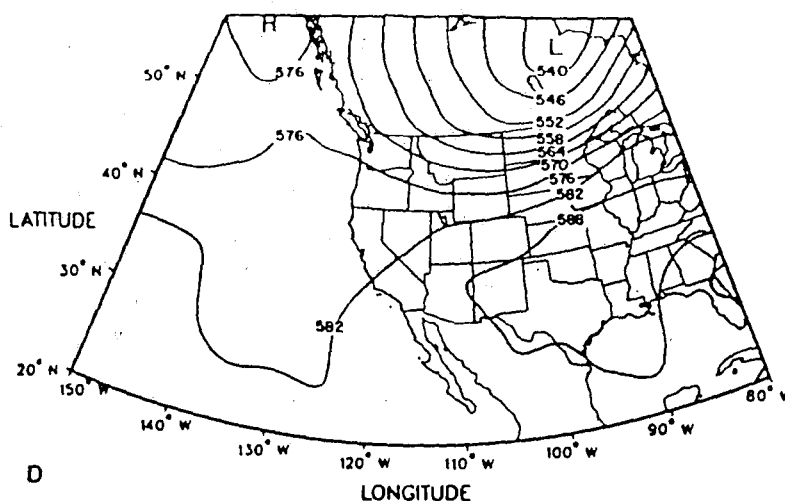 H
L
576
540
50° N
546
552
576
558
564
40° N
570
576
582
LATITUDE
588
30° N
582
20° N
150° W
80° W
140° W
90° W
130° W
100° W
120° W
110° W
D
LONGITUDE